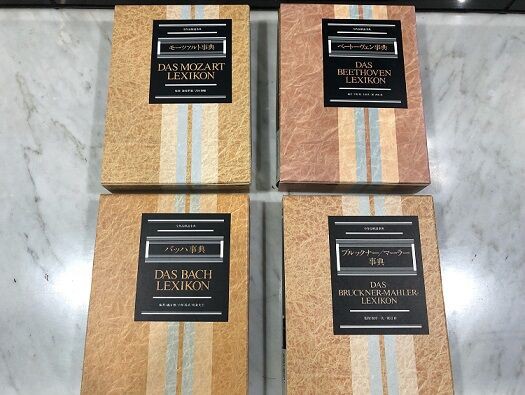 モーツァルト事典
DAS MOZART
LEXIKON
ベートーヴェン事典
DAS
BEETHOVEN
LEXIKON
バッハ事典
DAS BACH
LEXIKON
ブルックナー/マーラー
事典
DAS
BRUCKNER-MAHLER-
LEXIKON